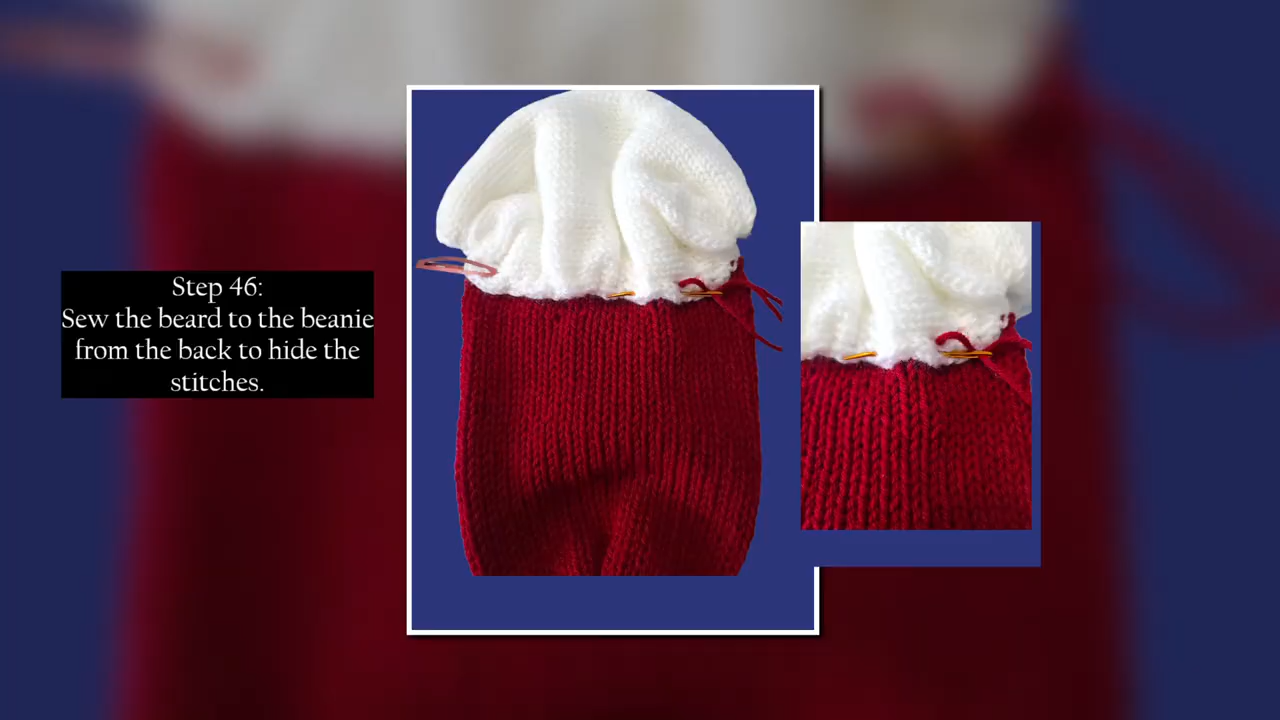 Step 46:
Sew the beard to the beanie
from the back to hide the
stitches.